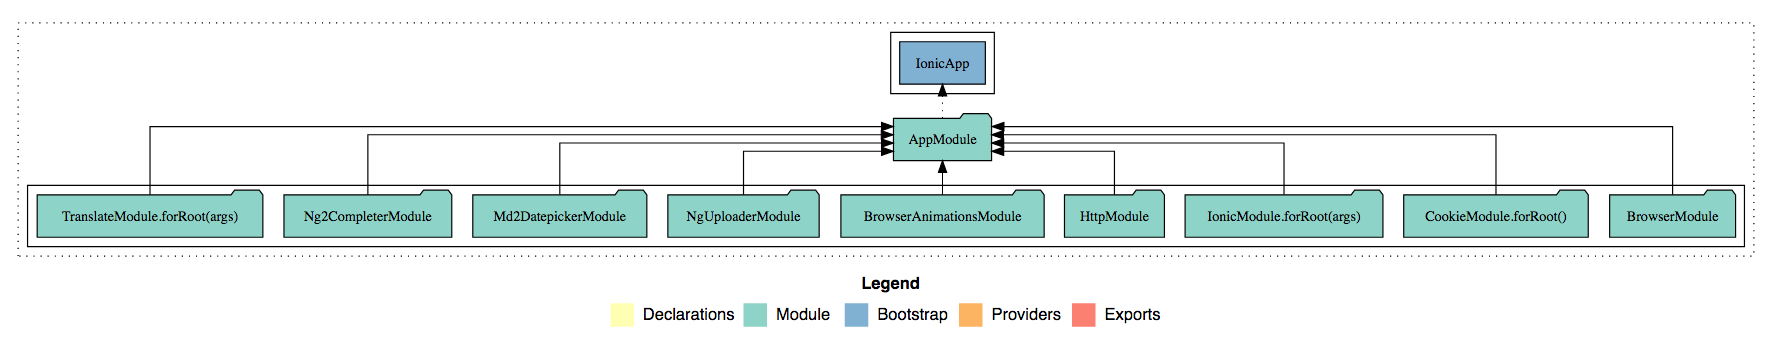 IonicApp
AppModule
TranslateModule.forRoot(args) Ng2CompleterModule Md2DatepickerModule NgUploaderModule BrowserAnimationsModule HttpModule IonicModule.forRoot(args) CookieModule.forRoot() BrowserModule
Legend
Declarations Module Bootstrap Providers Exports